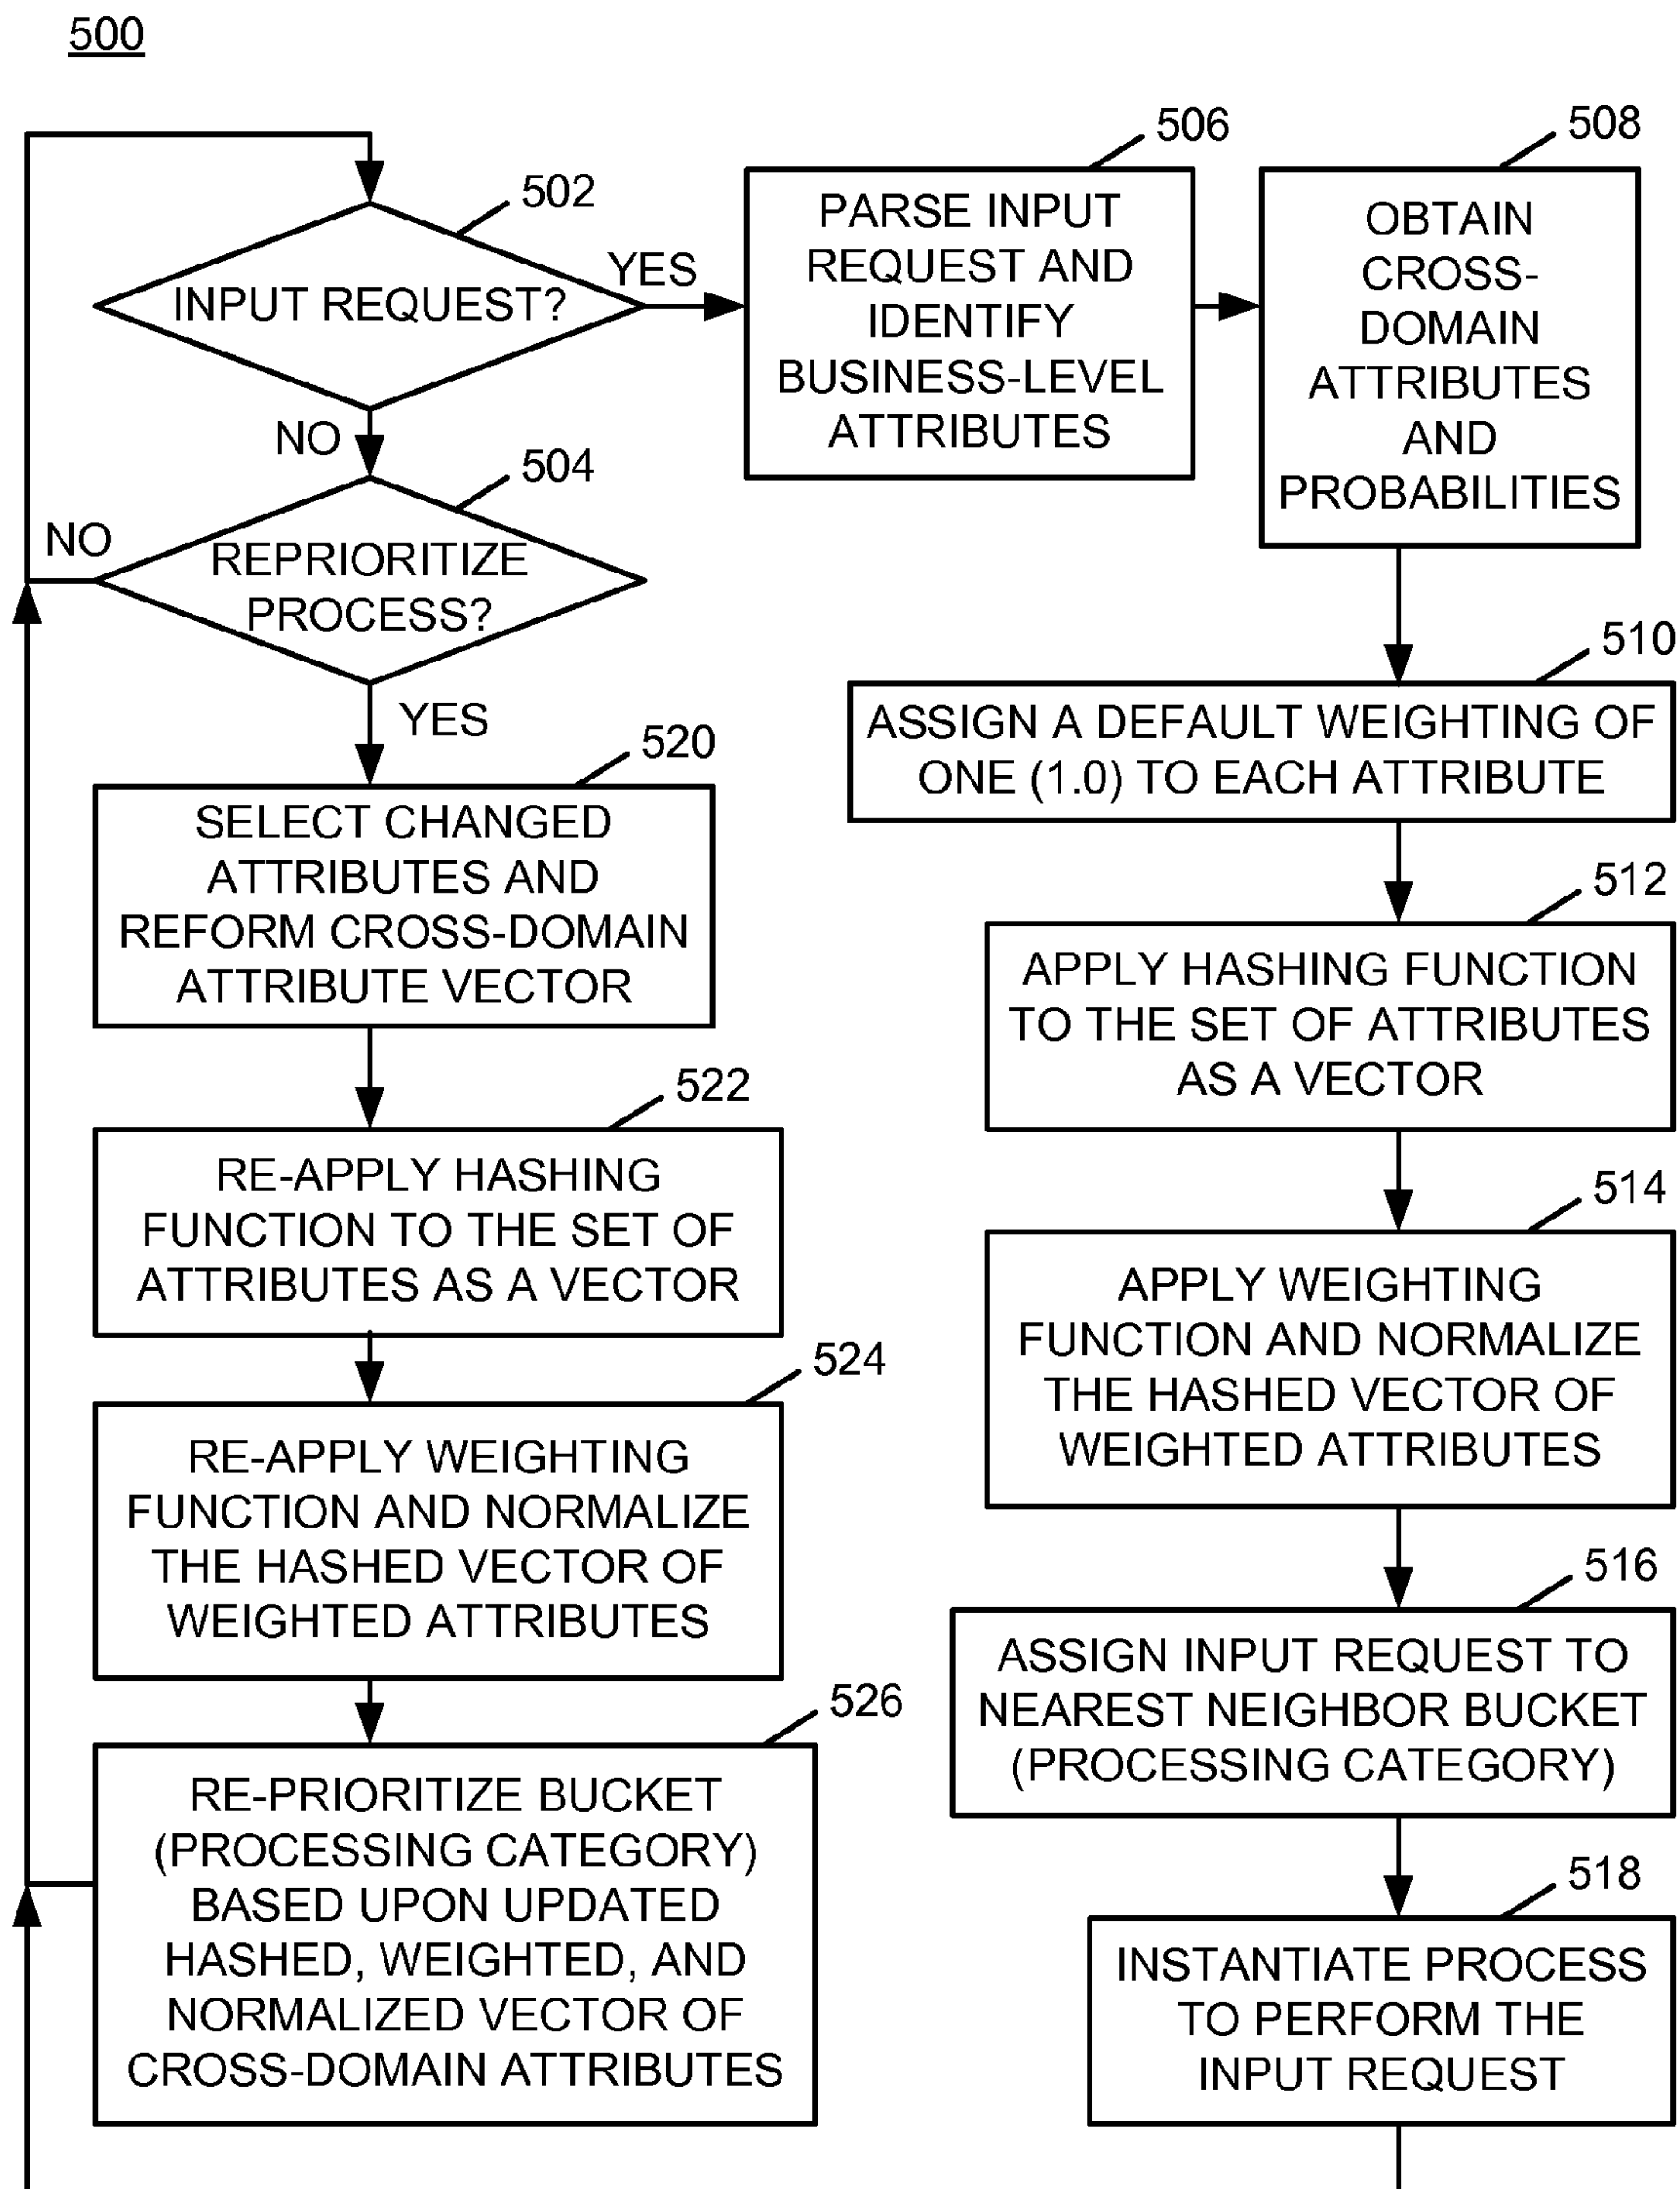 500
502
INPUT REQUEST?
YES
NO
504
REPRIORITIZE
PROCESS?
NO
YES
506
PARSE INPUT
REQUEST AND
IDENTIFY
BUSINESS-LEVEL
ATTRIBUTES
508
OBTAIN
CROSS-
DOMAIN
ATTRIBUTES
AND
PROBABILITIES
510
ASSIGN A DEFAULT WEIGHTING OF
ONE (1.0) TO EACH ATTRIBUTE
512
APPLY HASHING FUNCTION
TO THE SET OF ATTRIBUTES
AS A VECTOR
514
APPLY WEIGHTING
FUNCTION AND NORMALIZE
THE HASHED VECTOR OF
WEIGHTED ATTRIBUTES
516
ASSIGN INPUT REQUEST TO
NEAREST NEIGHBOR BUCKET
(PROCESSING CATEGORY)
518
INSTANTIATE PROCESS
TO PERFORM THE
INPUT REQUEST
520
SELECT CHANGED
ATTRIBUTES AND
REFORM CROSS-DOMAIN
ATTRIBUTE VECTOR
522
RE-APPLY HASHING
FUNCTION TO THE SET OF
ATTRIBUTES AS A VECTOR
524
RE-APPLY WEIGHTING
FUNCTION AND NORMALIZE
THE HASHED VECTOR OF
WEIGHTED ATTRIBUTES
526
RE-PRIORITIZE BUCKET
(PROCESSING CATEGORY)
BASED UPON UPDATED
HASHED, WEIGHTED, AND
NORMALIZED VECTOR OF
CROSS-DOMAIN ATTRIBUTES